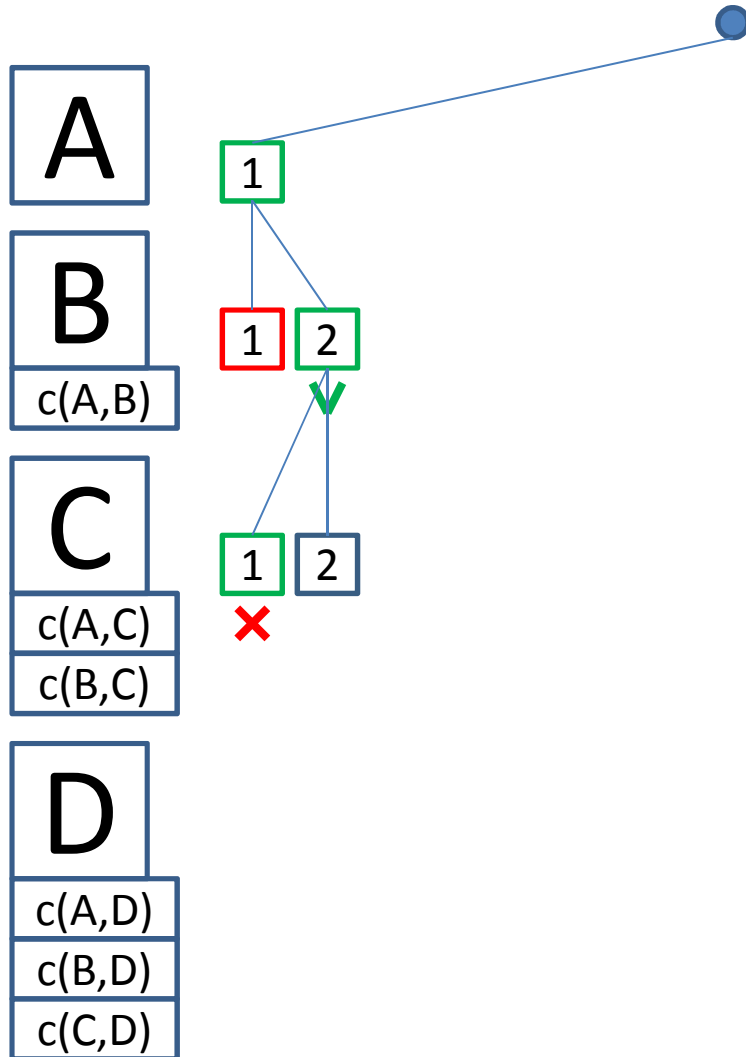 A
1
B
1 2
c(A,B)
C
1 2
c(A,C)
c(B,C)
D
c(A,D)
c(B,D)
c(C,D)